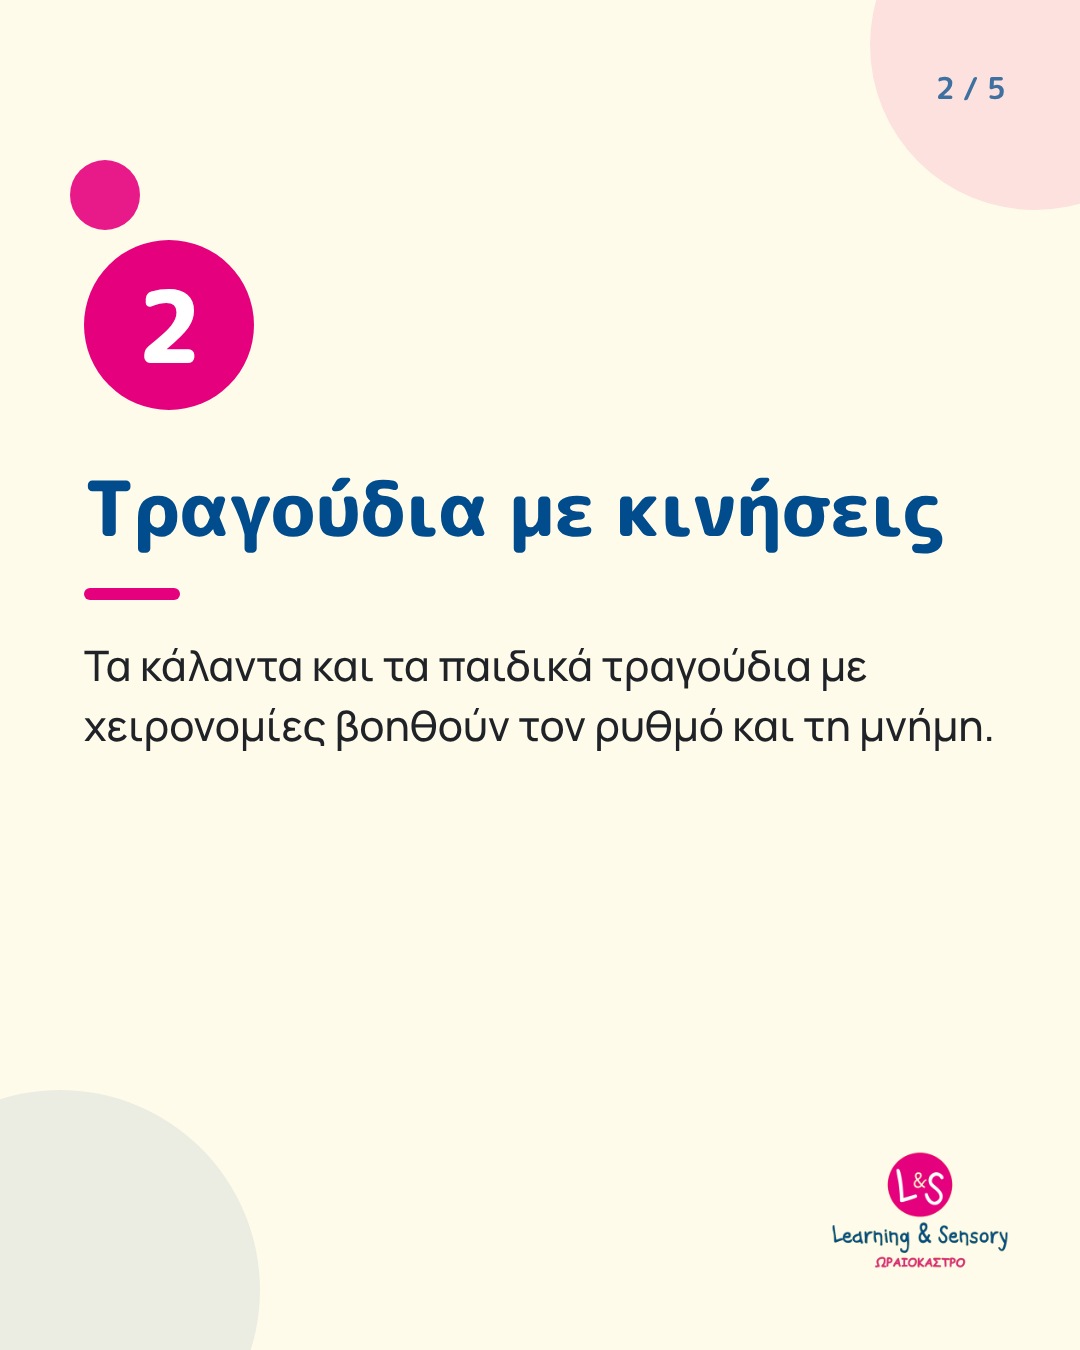 2 / 5
2
Τραγούδια με κινήσεις
Τα κάλαντα και τα παιδικά τραγούδια με
χειρονομίες βοηθούν τον ρυθμό και τη μνήμη.
L&S
Learning & Sensory
ΩΡΑΙΟΚΑΣΤΡΟ